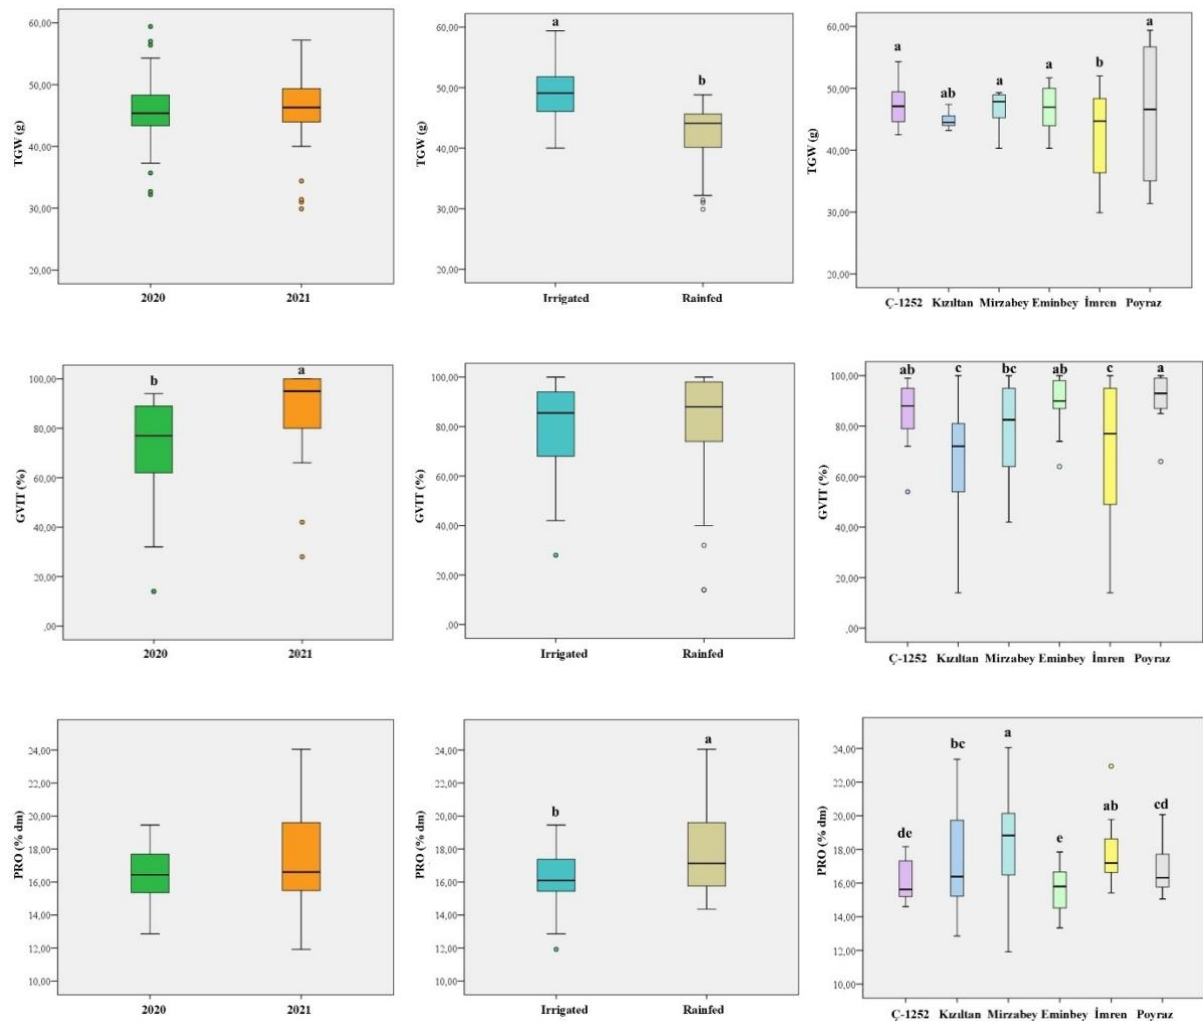 60,00
50,00
40,00
30,00
20,00
TGW (g)
2020 2021
60,00
50,00
40,00
30,00
20,00
TGW (g)
a
b
Irrigated Rainfed
60,00
50,00
40,00
30,00
20,00
TGW (g)
a ab a a b a
Ç-1252 Kızıltan Mirzabey Eminbey İmren Poyraz
100,00
80,00
60,00
40,00
20,00
,00
GVIT (%)
b a
2020 2021
100,00
80,00
60,00
40,00
20,00
,00
GVIT (%)
Irrigated Rainfed
100,00
80,00
60,00
40,00
20,00
,00
GVIT (%)
ab c bc ab c a
Ç-1252 Kızıltan Mirzabey Eminbey İmren Poyraz
24,00
22,00
20,00
18,00
16,00
14,00
12,00
10,00
PRO (% dm)
2020 2021
24,00
22,00
20,00
18,00
16,00
14,00
12,00
10,00
PRO (% dm)
b a
Irrigated Rainfed
24,00
22,00
20,00
18,00
16,00
14,00
12,00
10,00
PRO (% dm)
de bc a e ab cd
Ç-1252 Kızıltan Mirzabey Eminbey İmren Poyraz